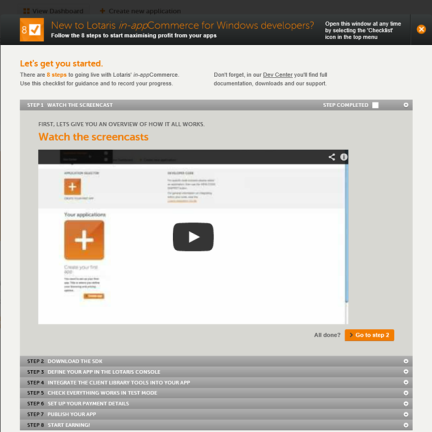 View Dashboard
Create new application
8
New to Lotaris in-appCommerce for Windows developers?
Follow the 8 steps to start maximising profit from your apps
Open this window at any time
by selecting the 'Checklist'
icon in the top menu
Let's get you started.
There are 8 steps to going live with Lotaris' in-appCommerce.
Use this checklist for guidance and to record your progress.
Don't forget, in our Dev Center you'll find full
documentation, downloads and our support.
STEP 1 WATCH THE SCREENCAST
STEP COMPLETED
FIRST, LETS GIVE YOU AN OVERVIEW OF HOW IT ALL WORKS.
Watch the screencasts
APPLICATION SELECTOR
DEVELOPER ZONE
Your applications
Create your first
app
All done?
Go to step 2
STEP 2 DOWNLOAD THE SDK
STEP 3 DEFINE YOUR APP IN THE LOTARIS CONSOLE
STEP 4 INTEGRATE THE CLIENT LIBRARY TOOLS INTO YOUR APP
STEP 5 CHECK EVERYTHING WORKS IN TEST MODE
STEP 6 SET UP YOUR PAYMENT DETAILS
STEP 7 PUBLISH YOUR APP
STEP 8 START EARNING!